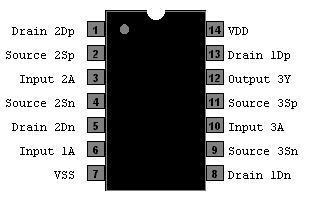 Drain 2Dp 1 14 VDD
Source 2Sp 2 13 Drain 1Dp
Input 2A 3 12 Output 3Y
Source 2Sn 4 11 Source 3Sp
Drain 2Dn 5 10 Input 3A
Input 1A 6 9 Source 3Sn
VSS 7 8 Drain 1Dn